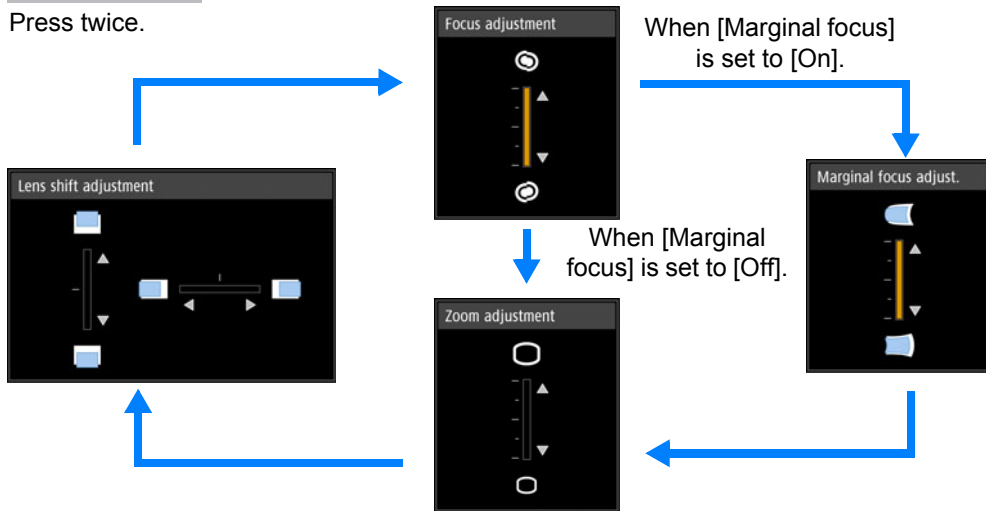 Press twice.
Focus adjustment
When [Marginal focus]
is set to [On].
Lens shift adjustment
Marginal focus adjust.
When [Marginal
focus] is set to [Off].
Zoom adjustment